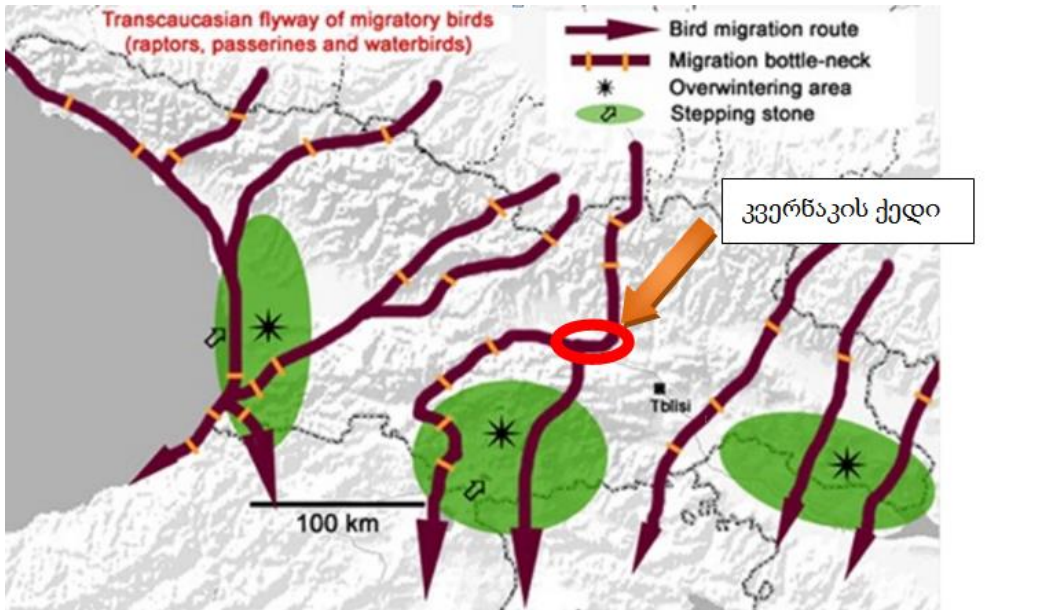 Transcaucasian flyway of migratory birds
(raptors, passerines and waterbirds)
Bird migration route
Migration bottle-neck
Overwintering area
Stepping stone
კვერნაკის ქედი
Tblisi
100 km